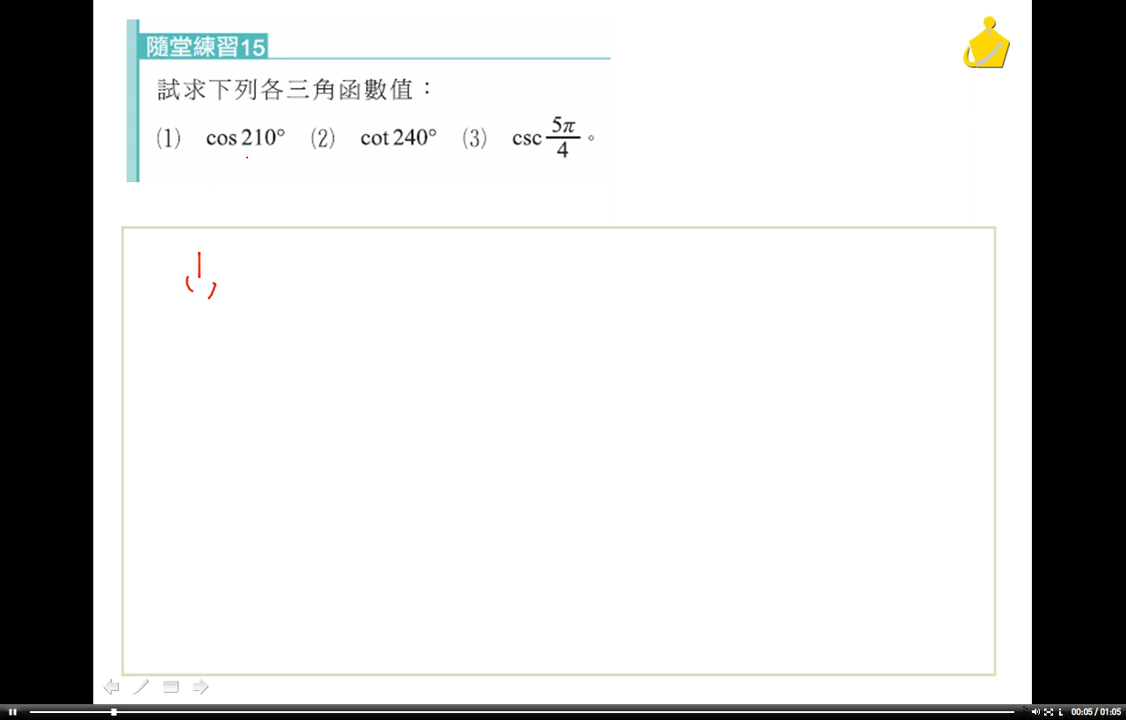 隨堂練習15
試求下列各三角函數值：
(1) cos 210° (2) cot 240° (3) csc 5π/4。
(1)
00:05 / 01:05